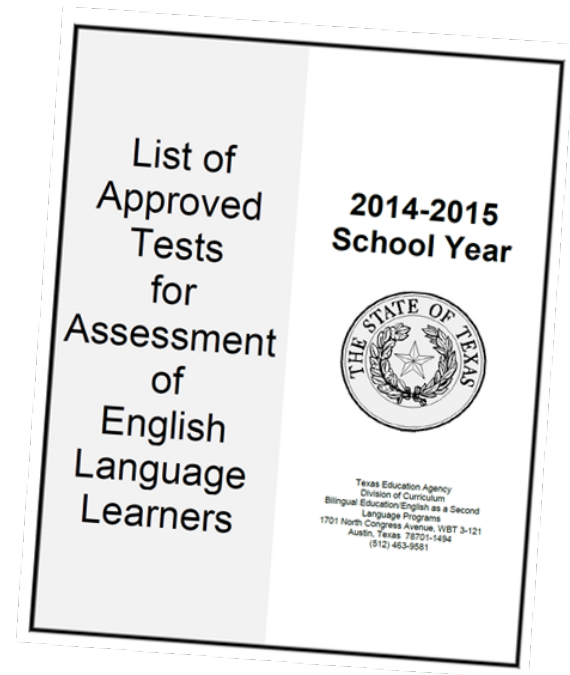 List of
Approved
Tests
for
Assessment
of
English
Language
Learners
2014-2015
School Year
THE STATE OF TEXAS
Texas Education Agency
Division of Curriculum
Bilingual Education/English as a Second
Language Programs
1701 North Congress Avenue, WBT 3-121
Austin, Texas 78701-1494
(512) 463-9581